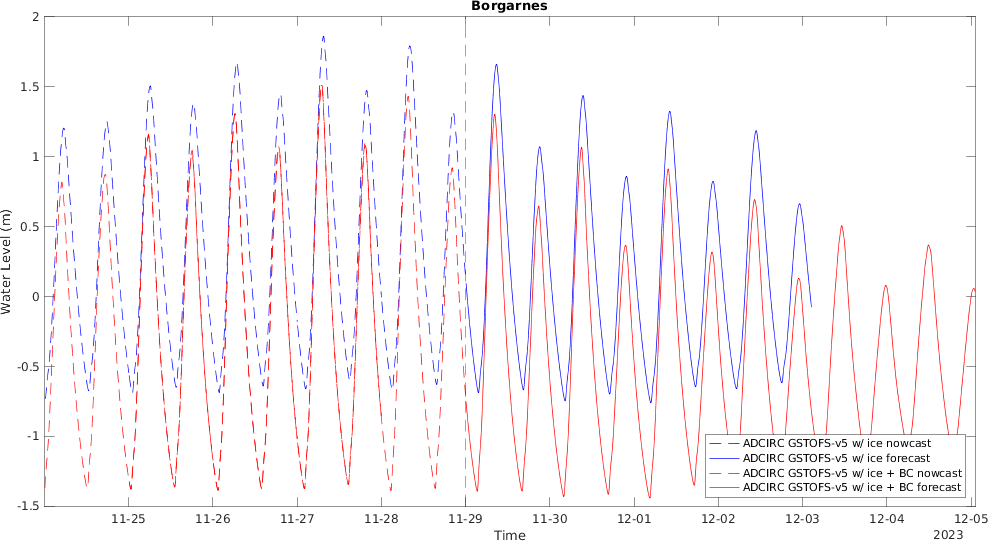 Borgarnes
2
1.5
1
0.5
0
-0.5
-1
-1.5
Water Level (m)
11-25
11-26
11-27
11-28
11-29
11-30
12-01
12-02
12-03
12-04
12-05
Time
2023
ADCIRC GSTOFS-v5 w/ ice nowcast
ADCIRC GSTOFS-v5 w/ ice forecast
ADCIRC GSTOFS-v5 w/ ice + BC nowcast
ADCIRC GSTOFS-v5 w/ ice + BC forecast